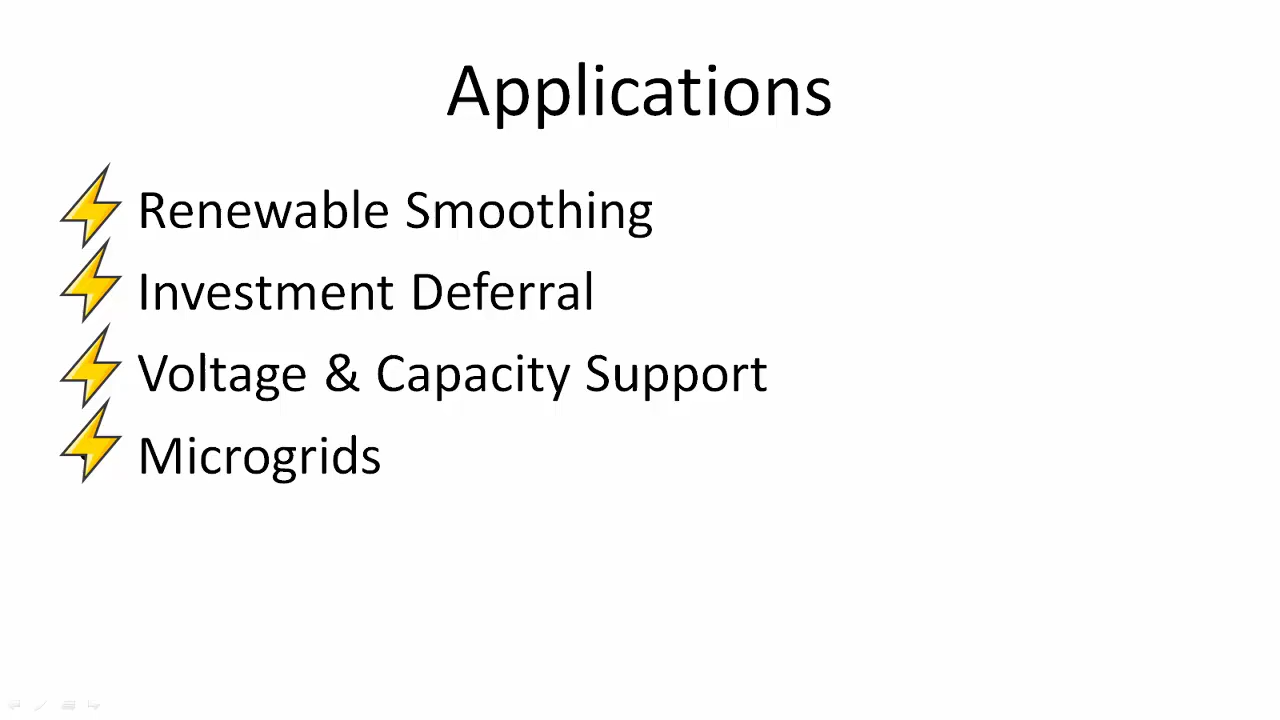 Applications
Renewable Smoothing
Investment Deferral
Voltage & Capacity Support
Microgrids